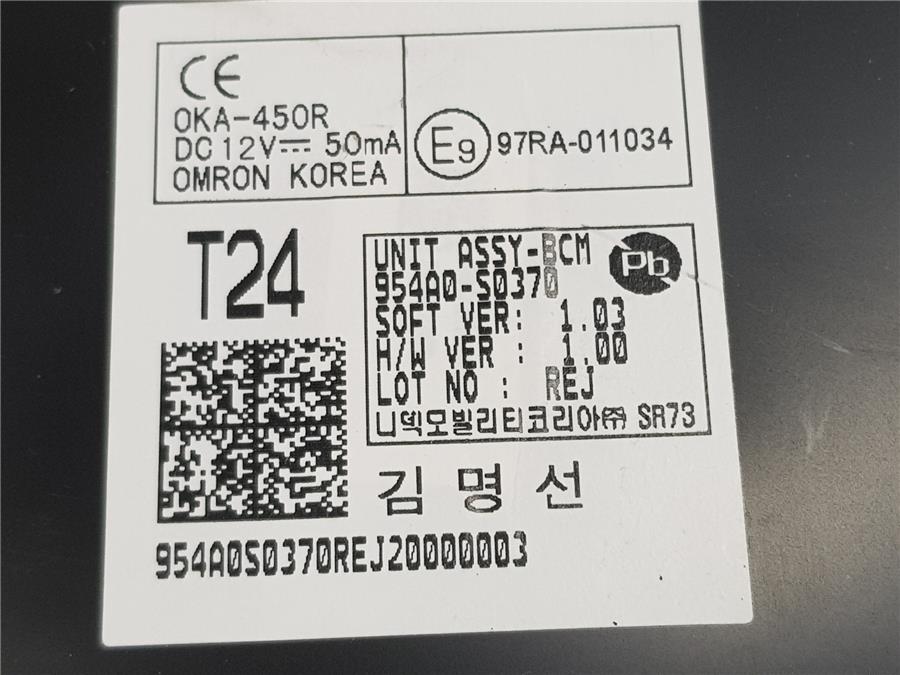 CE
OKA-450R
DC 12V⎓ 50mA
OMRON KOREA
E9 97RA-011034
T24
UNIT ASSY-BCM
954A0-S0370
Pb
SOFT VER: 1.03
H/W VER : 1.00
LOT NO : REJ
니덱모빌리티코리아㈜ SR73
김명선
954A0S0370REJ20000003